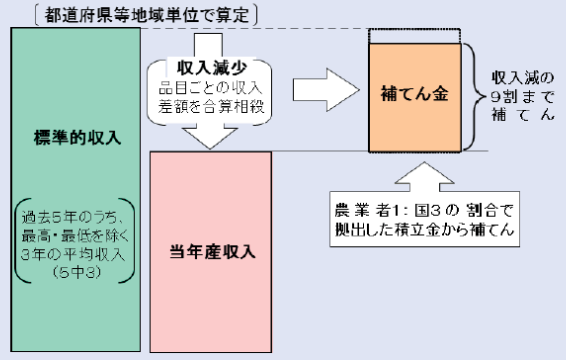 〔都道府県等地域単位で算定〕
標準的収入
過去5年のうち、
最高・最低を除く
3年の平均収入
（5中3）
収入減少
品目ごとの収入
差額を合算相殺
当年産収入
補てん金
収入減の
9割まで
補てん
農業者1：国3の割合で
拠出した積立金から補てん